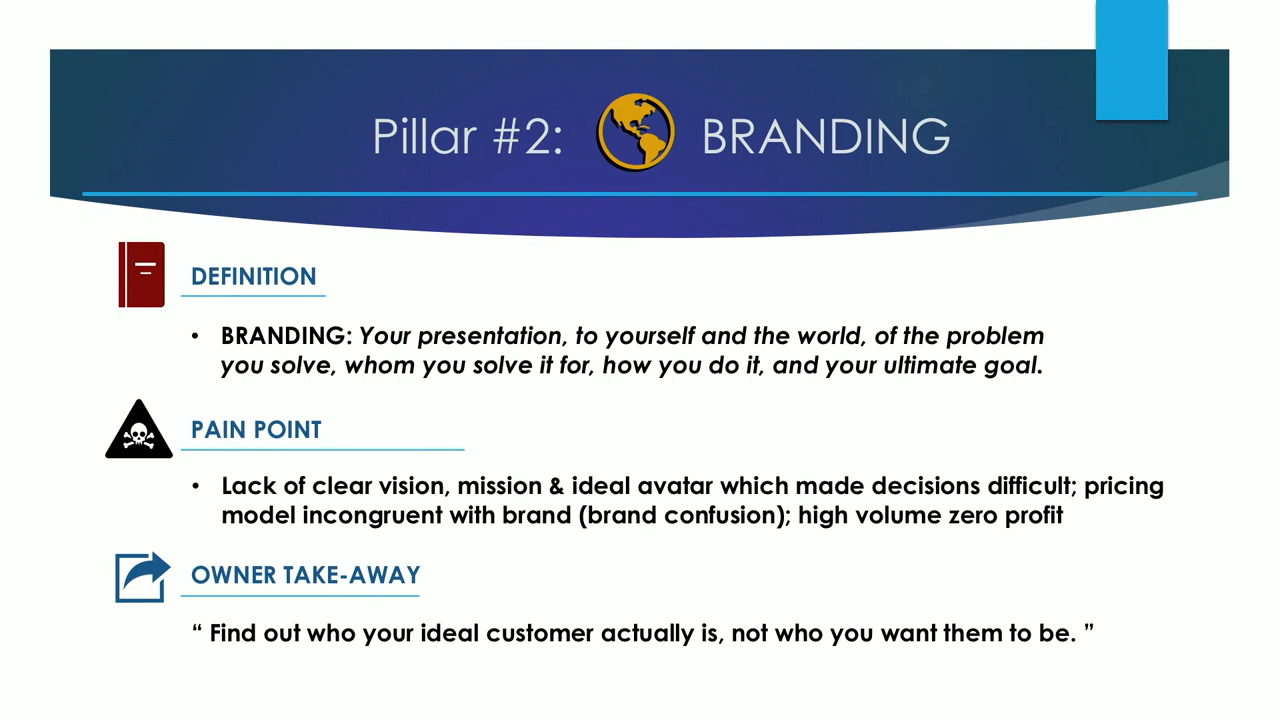 Pillar #2: BRANDING
DEFINITION
• BRANDING: Your presentation, to yourself and the world, of the problem
you solve, whom you solve it for, how you do it, and your ultimate goal.
PAIN POINT
• Lack of clear vision, mission & ideal avatar which made decisions difficult; pricing
model incongruent with brand (brand confusion); high volume zero profit
OWNER TAKE-AWAY
“ Find out who your ideal customer actually is, not who you want them to be. ”